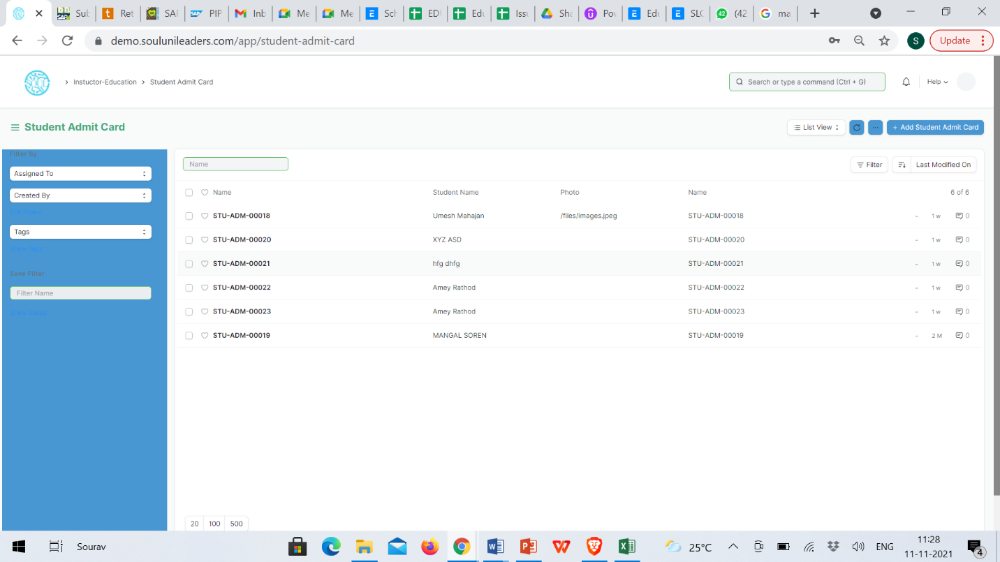 Sub
Ret
SAP
PIP
Inb
Me
Me
Sch
ED
Edu
Issu
Sha
Pov
Edu
SLC
(42
ma
demo.soulunileaders.com/app/student-admit-card
S
Update
Instuctor-Education
Student Admit Card
Search or type a command (Ctrl + G)
Help
Student Admit Card
List View
+ Add Student Admit Card
Filter By
Assigned To
Created By
Edit Filters
Tags
Show Tags
Save Filter
Filter Name
Show Saved
Name
Filter
Last Modified On
Name Student Name Photo Name 6 of 6
STU-ADM-00018 Umesh Mahajan /files/images.jpeg STU-ADM-00018 - 1 w 0
STU-ADM-00020 XYZ ASD STU-ADM-00020 - 1 w 0
STU-ADM-00021 hfg dhfg STU-ADM-00021 - 1 w 0
STU-ADM-00022 Amey Rathod STU-ADM-00022 - 1 w 0
STU-ADM-00023 Amey Rathod STU-ADM-00023 - 1 w 0
STU-ADM-00019 MANGAL SOREN STU-ADM-00019 - 2 M 0
20 100 500
Sourav
25°C
ENG
11:28
11-11-2021
4